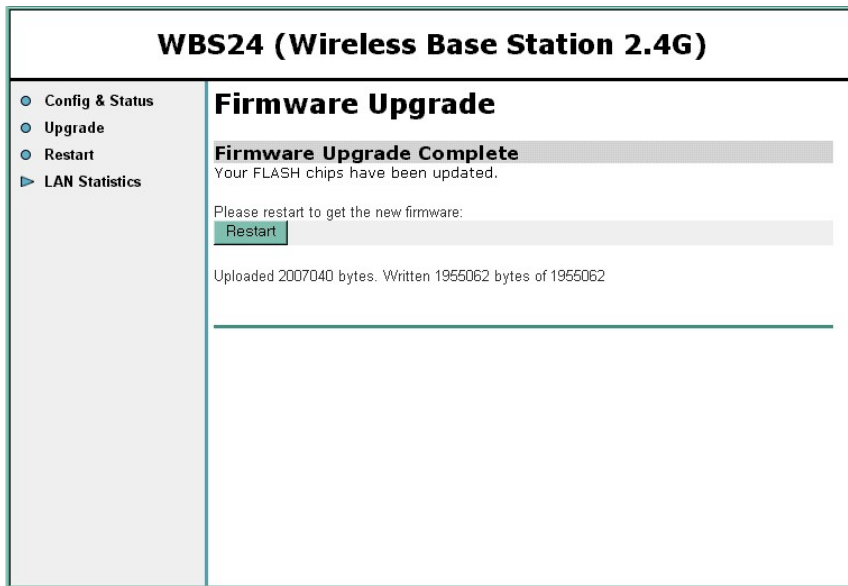 WBS24 (Wireless Base Station 2.4G)
Config & Status
Upgrade
Restart
LAN Statistics
Firmware Upgrade
Firmware Upgrade Complete
Your FLASH chips have been updated.
Please restart to get the new firmware:
Restart
Uploaded 2007040 bytes. Written 1955062 bytes of 1955062